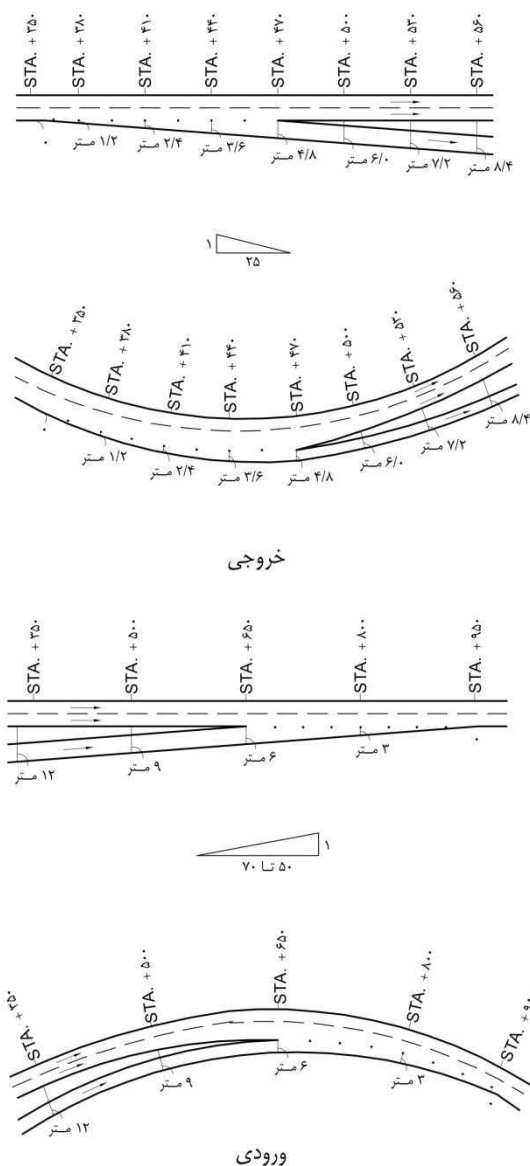 STA. + ۳۵۰ STA. + ۳۸۰ STA. + ۴۱۰ STA. + ۴۴۰ STA. + ۴۷۰ STA. + ۵۰۰ STA. + ۵۳۰ STA. + ۵۶۰
۱/۲ متر ۲/۴ متر ۳/۶ متر ۴/۸ متر ۶/۰ متر ۷/۲ متر ۸/۴ متر
۱
۲۵
STA. + ۳۵۰ STA. + ۳۸۰ STA. + ۴۱۰ STA. + ۴۴۰ STA. + ۴۷۰ STA. + ۵۰۰ STA. + ۵۳۰ STA. + ۵۶۰
۱/۲ متر ۲/۴ متر ۳/۶ متر ۴/۸ متر ۶/۰ متر ۷/۲ متر ۸/۴ متر
خروجی
STA. + ۳۵۰ STA. + ۵۰۰ STA. + ۶۵۰ STA. + ۸۰۰ STA. + ۹۵۰
۱۲ متر ۹ متر ۶ متر ۳ متر
۱
۵۰ تا ۷۰
STA. + ۳۵۰ STA. + ۵۰۰ STA. + ۶۵۰ STA. + ۸۰۰ STA. + ۹۵
۱۲ متر ۹ متر ۶ متر ۳ متر
ورودی